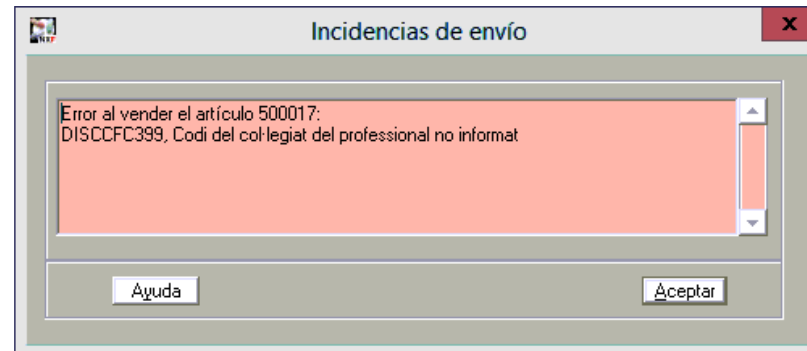 Incidencias de envío
x
Error al vender el artículo 500017:
DISCCFC399, Codi del col·legiat del professional no informat
Ayuda
Aceptar